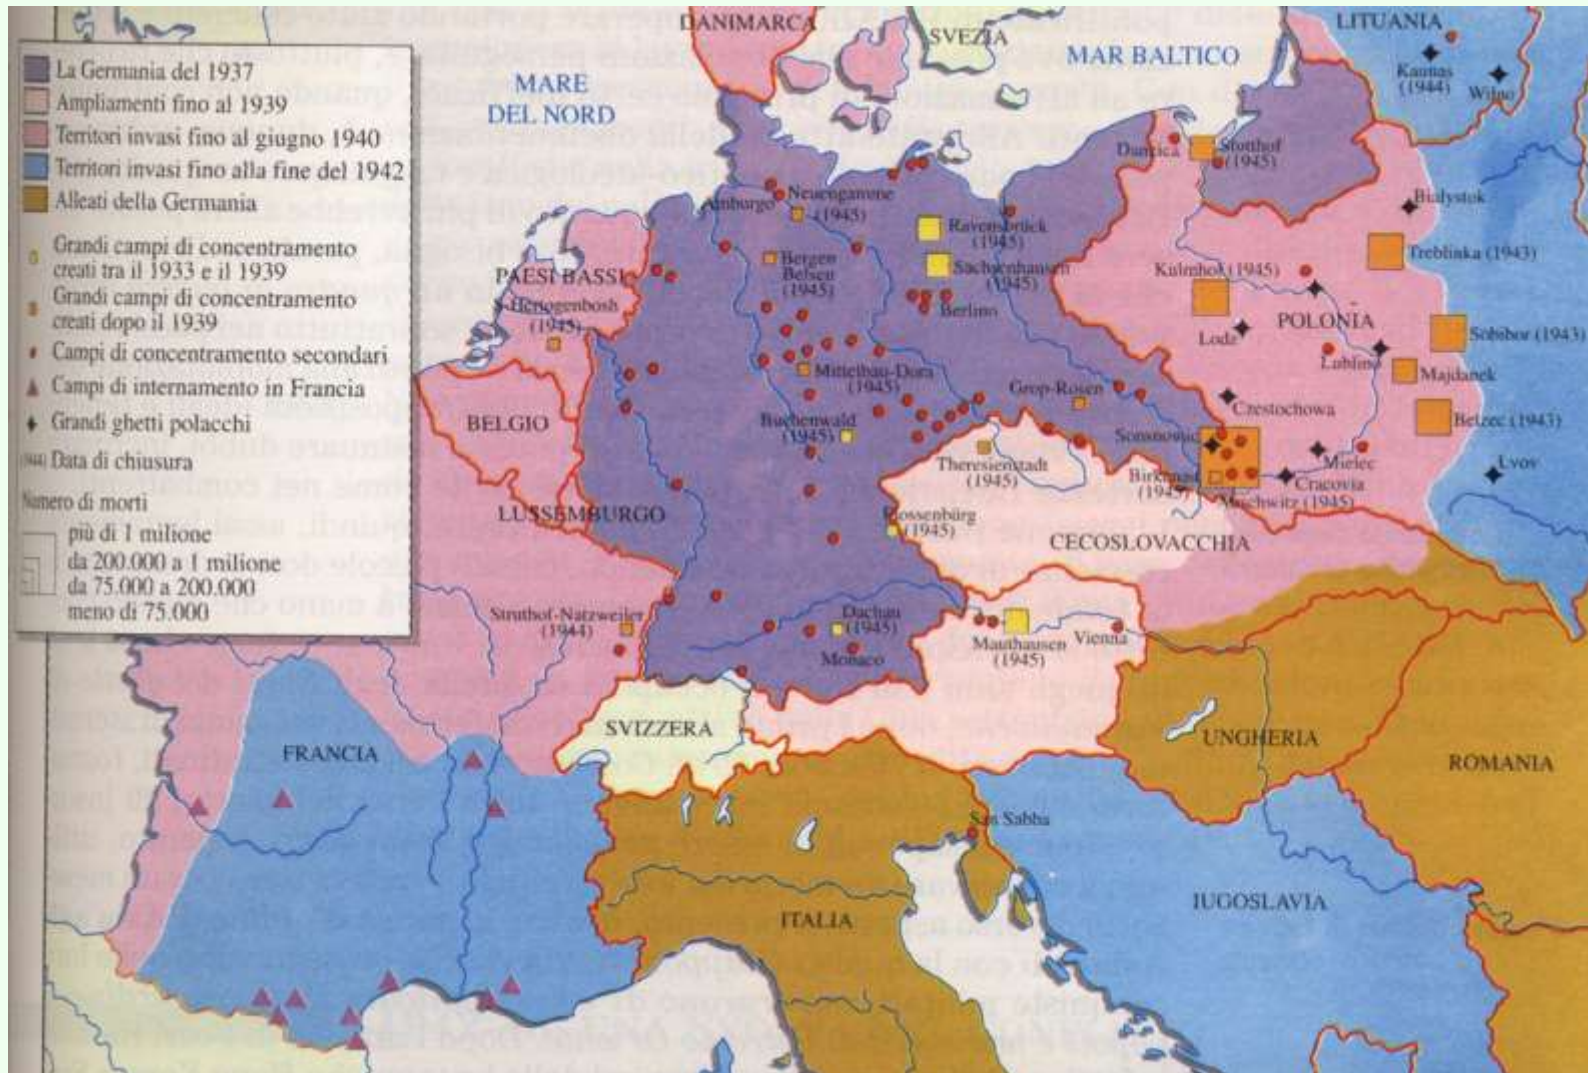 La Germania del 1937
Ampliamenti fino al 1939
Territori invasi fino al giugno 1940
Territori invasi fino alla fine del 1942
Alleati della Germania
Grandi campi di concentramento
creati tra il 1933 e il 1939
Grandi campi di concentramento
creati dopo il 1939
Campi di concentramento secondari
Campi di internamento in Francia
Grandi ghetti polacchi
(1944) Data di chiusura
Numero di morti
più di 1 milione
da 200.000 a 1 milione
da 75.000 a 200.000
meno di 75.000
DANIMARCA
SVEZIA
MAR BALTICO
LITUANIA
Kaunas
(1944)
Wilno
MARE
DEL NORD
Danzica
Stutthof
(1945)
Amburgo
Neuengamme
(1945)
Ravensbrück
(1945)
Bialystok
Treblinka (1943)
PAESI BASSI
Hertogenbosh
(1945)
Bergen
Belsen
(1945)
Sachsenhausen
(1945)
Berlino
Kulmhof (1945)
Lodz
POLONIA
Sobibor (1943)
Lublino
Majdanek
Mittelbau-Dora
(1945)
Grop-Rosen
Czestochowa
Belzec (1943)
BELGIO
Buchenwald
(1945)
Theresienstadt
(1945)
Sonsnowic
Birkenau
(1945)
Mielec
Cracovia
Auschwitz (1945)
Lvov
LUSSEMBURGO
Flossenbürg
(1945)
CECOSLOVACCHIA
Struthof-Natzweiler
(1944)
Dachau
(1945)
Monaco
Mauthausen
(1945)
Vienna
FRANCIA
SVIZZERA
UNGHERIA
ROMANIA
San Sabba
ITALIA
IUGOSLAVIA